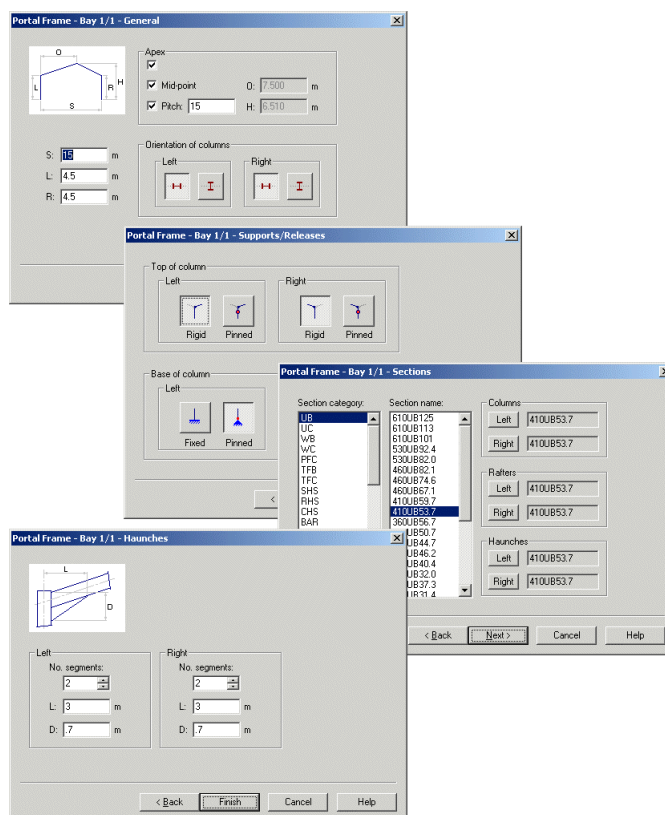 Portal Frame - Bay 1/1 - General
O
L
H
R
S
Apex
Mid-point
O: 7.500 m
Pitch: 15
H: 6.510 m
S: 15 m
L: 4.5 m
R: 4.5 m
Orientation of columns
Left
Right
Portal Frame - Bay 1/1 - Supports/Releases
Top of column
Left
Right
Rigid
Pinned
Rigid
Pinned
Base of column
Left
Fixed
Pinned
<
Portal Frame - Bay 1/1 - Sections
Section category:
UB
UC
WB
WC
PFC
TFB
TFC
SHS
RHS
CHS
BAR
Section name:
610UB125
610UB113
610UB101
530UB92.4
530UB82.0
460UB82.1
460UB74.6
460UB67.1
410UB59.7
410UB53.7
360UB56.7
UB50.7
UB44.7
UB46.2
UB40.4
UB32.0
UB37.3
UB31.4
Columns
Left 410UB53.7
Right 410UB53.7
Rafters
Left 410UB53.7
Right 410UB53.7
Haunches
Left 410UB53.7
Right 410UB53.7
< Back
Next >
Cancel
Help
Portal Frame - Bay 1/1 - Haunches
L
D
Left
No. segments:
2
L: 3 m
D: .7 m
Right
No. segments:
2
L: 3 m
D: .7 m
< Back
Finish
Cancel
Help